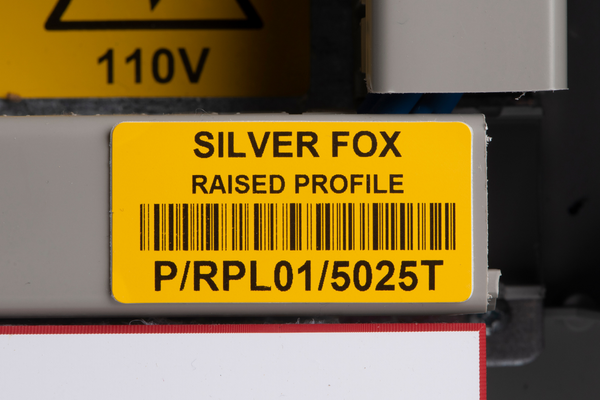 110V
SILVER FOX
RAISED PROFILE
P/RPL01/5025T